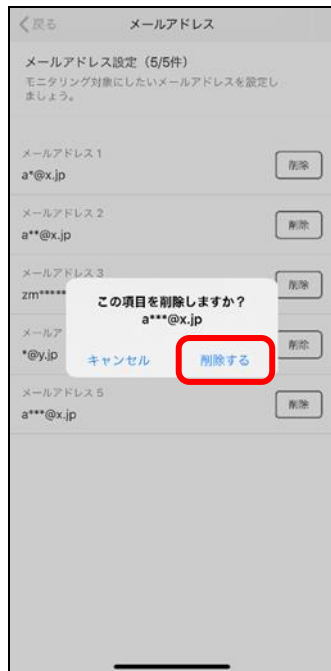 戻る
メールアドレス
メールアドレス設定（5/5件）
モニタリング対象にしたいメールアドレスを設定し
ましょう。
メールアドレス 1
a*@x.jp
削除
メールアドレス 2
a**@x.jp
削除
メールアドレス 3
zm*****
削除
この項目を削除しますか？
a***@x.jp
キャンセル
削除する
メールア
*@y.jp
削除
メールアドレス 5
a***@x.jp
削除